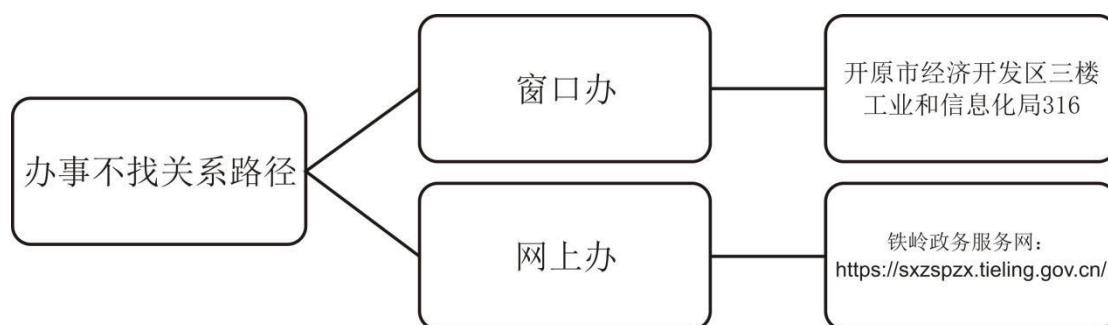 办事不找关系路径
窗口办
开原市经济开发区三楼
工业和信息化局316
网上办
铁岭政务服务网：
https://sxzspzx.tieling.gov.cn/